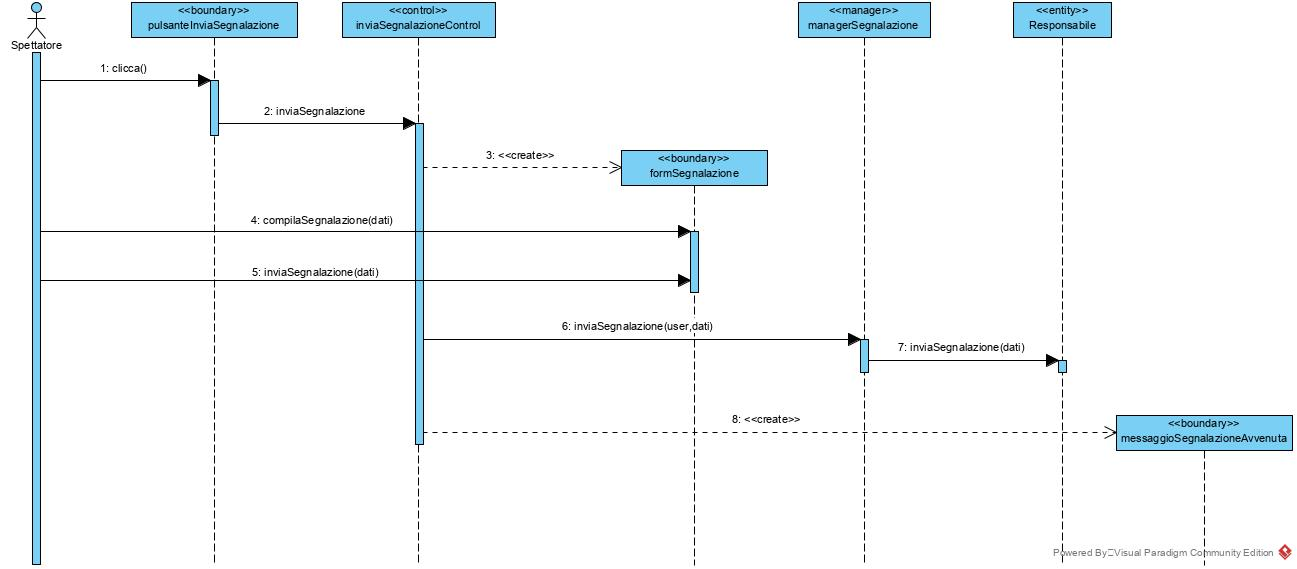 <<boundary>>
pulsanteInviaSegnalazione
<<control>>
inviaSegnalazioneControl
<<manager>>
managerSegnalazione
<<entity>>
Responsabile
Spettatore
1: clicca()
2: inviaSegnalazione
3: <<create>>
<<boundary>>
formSegnalazione
4: compilaSegnalazione(dati)
5: inviaSegnalazione(dati)
6: inviaSegnalazione(user,dati)
7: inviaSegnalazione(dati)
8: <<create>>
<<boundary>>
messaggioSegnalazioneAvvenuta
Powered By Visual Paradigm Community Edition